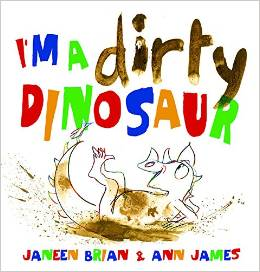 I'M A dirty
DINOSAUR
JANEEN BRIAN & ANN JAMES